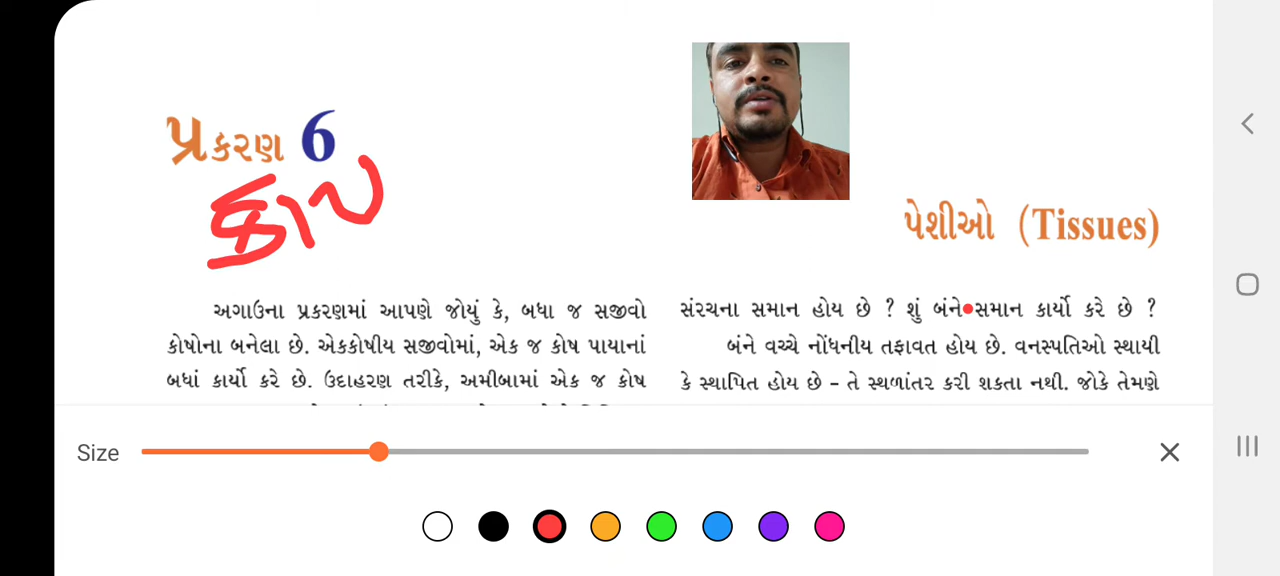 પ્રકરણ 6
પેશીઓ (Tissues)
અગાઉના પ્રકરણમાં આપણે જોયું કે, બધા જ સજીવો
કોષોના બનેલા છે. એકકોષીય સજીવોમાં, એક જ કોષ પાયાનાં
બધાં કાર્યો કરે છે. ઉદાહરણ તરીકે, અમીબામાં એક જ કોષ
સંરચના સમાન હોય છે ? શું બંને સમાન કાર્યો કરે છે ?
બંને વચ્ચે નોંધનીય તફાવત હોય છે. વનસ્પતિઓ સ્થાયી
કે સ્થાપિત હોય છે – તે સ્થળાંતર કરી શકતા નથી. જોકે તેમણે
Size